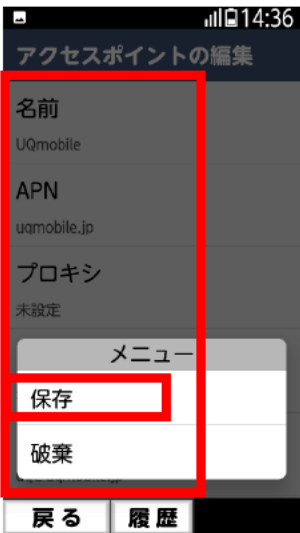 14:36
アクセスポイントの編集
名前
UQmobile
APN
uqmobile.jp
プロキシ
未設定
メニュー
保存
破棄
戻る 履歴